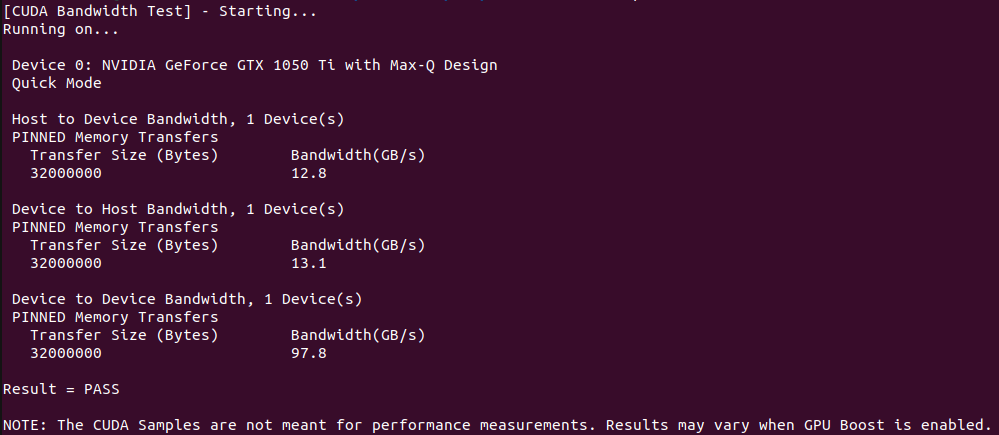 [CUDA Bandwidth Test] - Starting...
Running on...
Device 0: NVIDIA GeForce GTX 1050 Ti with Max-Q Design
Quick Mode
Host to Device Bandwidth, 1 Device(s)
PINNED Memory Transfers
Transfer Size (Bytes) Bandwidth(GB/s)
32000000 12.8
Device to Host Bandwidth, 1 Device(s)
PINNED Memory Transfers
Transfer Size (Bytes) Bandwidth(GB/s)
32000000 13.1
Device to Device Bandwidth, 1 Device(s)
PINNED Memory Transfers
Transfer Size (Bytes) Bandwidth(GB/s)
32000000 97.8
Result = PASS
NOTE: The CUDA Samples are not meant for performance measurements. Results may vary when GPU Boost is enabled.